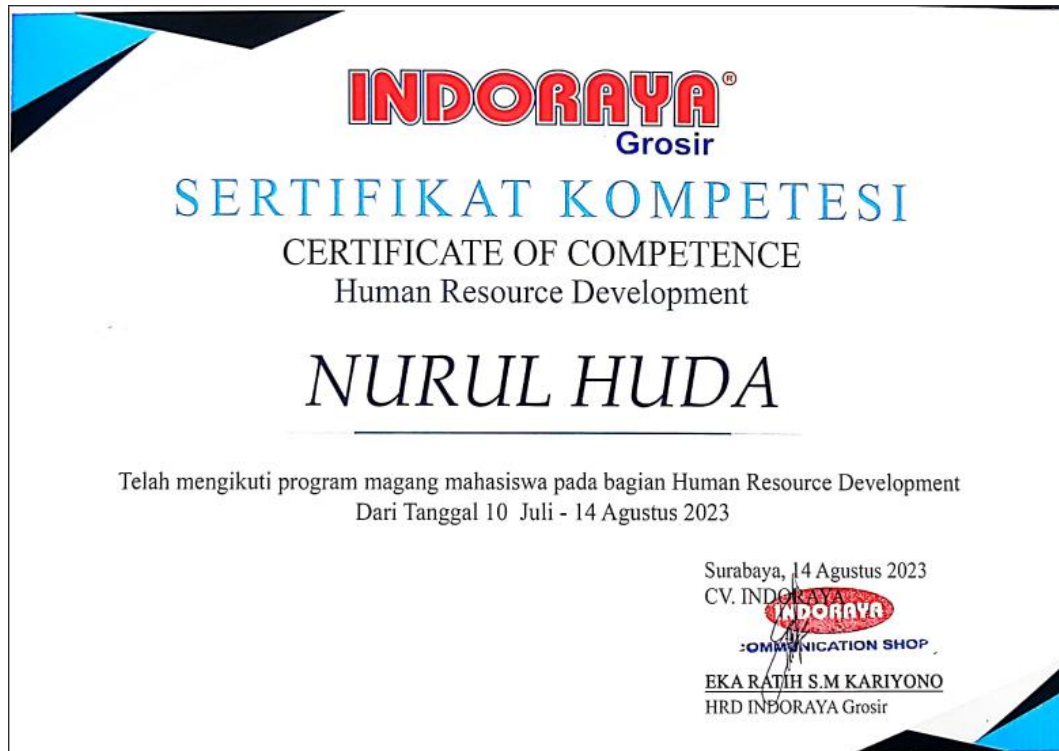 INDORAYA®
Grosir
SERTIFIKAT KOMPETESI
CERTIFICATE OF COMPETENCE
Human Resource Development
NURUL HUDA
Telah mengikuti program magang mahasiswa pada bagian Human Resource Development
Dari Tanggal 10 Juli - 14 Agustus 2023
Surabaya, 14 Agustus 2023
CV. INDORAYA
INDORAYA
COMMUNICATION SHOP
EKA RATIH S.M KARIYONO
HRD INDORAYA Grosir